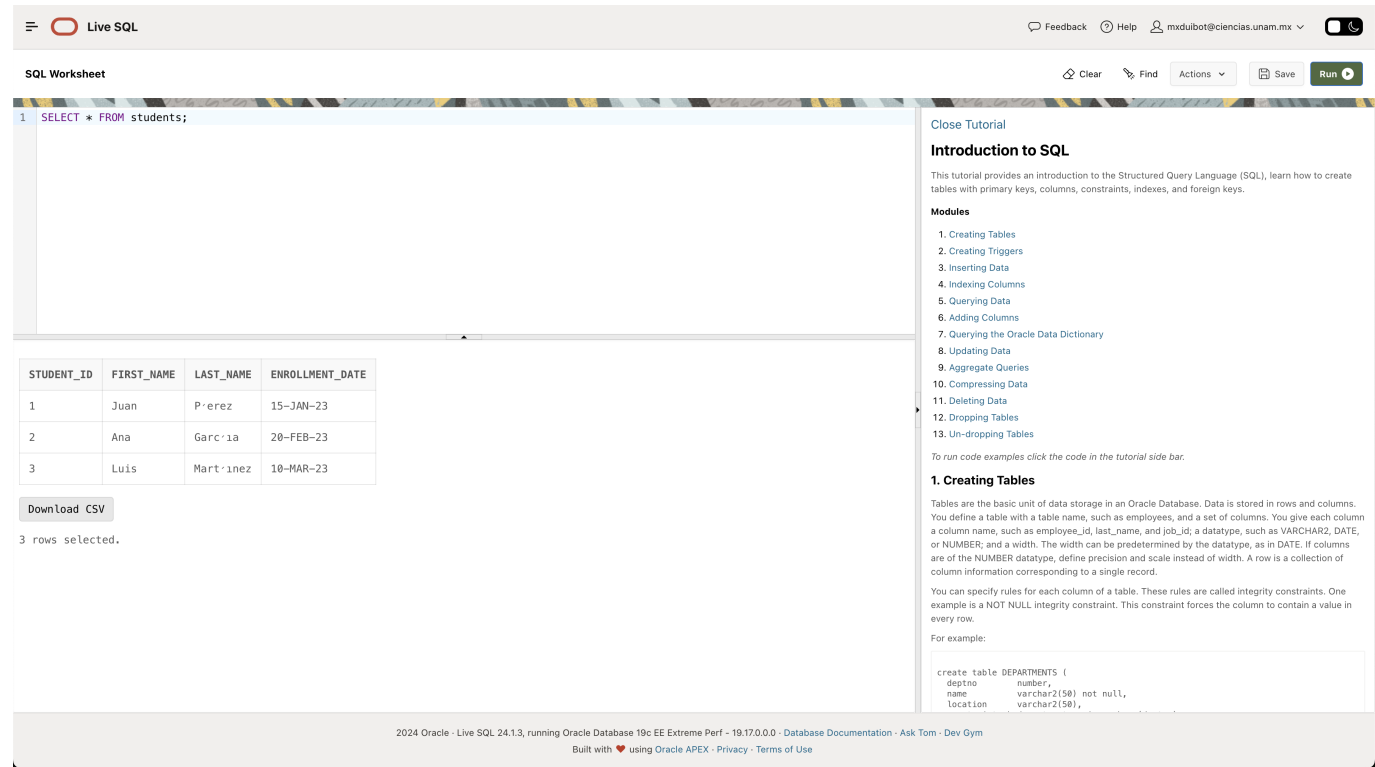 Live SQL
Feedback
Help
mxduibot@ciencias.unam.mx
SQL Worksheet
Clear
Find
Actions
Save
Run
1 SELECT * FROM students;
STUDENT_ID FIRST_NAME LAST_NAME ENROLLMENT_DATE
1 Juan P´erez 15-JAN-23
2 Ana Garc´ıa 20-FEB-23
3 Luis Mart´ınez 10-MAR-23
Download CSV
3 rows selected.
Close Tutorial
Introduction to SQL
This tutorial provides an introduction to the Structured Query Language (SQL), learn how to create
tables with primary keys, columns, constraints, indexes, and foreign keys.
Modules
1. Creating Tables
2. Creating Triggers
3. Inserting Data
4. Indexing Columns
5. Querying Data
6. Adding Columns
7. Querying the Oracle Data Dictionary
8. Updating Data
9. Aggregate Queries
10. Compressing Data
11. Deleting Data
12. Dropping Tables
13. Un-dropping Tables
To run code examples click the code in the tutorial side bar.
1. Creating Tables
Tables are the basic unit of data storage in an Oracle Database. Data is stored in rows and columns.
You define a table with a table name, such as employees, and a set of columns. You give each column
a column name, such as employee_id, last_name, and job_id; a datatype, such as VARCHAR2, DATE,
or NUMBER; and a width. The width can be predetermined by the datatype, as in DATE. If columns
are of the NUMBER datatype, define precision and scale instead of width. A row is a collection of
column information corresponding to a single record.
You can specify rules for each column of a table. These rules are called integrity constraints. One
example is a NOT NULL integrity constraint. This constraint forces the column to contain a value in
every row.
For example:
create table DEPARTMENTS (
deptno number,
name varchar2(50) not null,
location varchar2(50),
2024 Oracle · Live SQL 24.1.3, running Oracle Database 19c EE Extreme Perf - 19.17.0.0.0 · Database Documentation · Ask Tom · Dev Gym
Built with ❤ using Oracle APEX · Privacy · Terms of Use